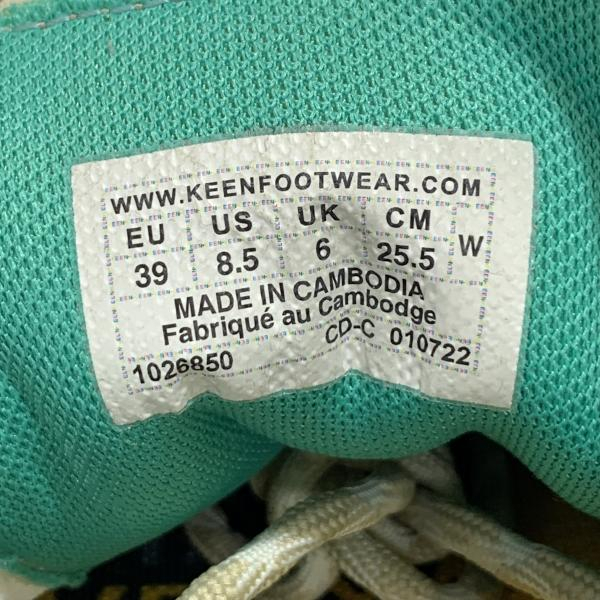 WWW.KEENFOOTWEAR.COM
EU US UK CM W
39 8.5 6 25.5
MADE IN CAMBODIA
Fabriqué au Cambodge
1026850 CD-C 010722